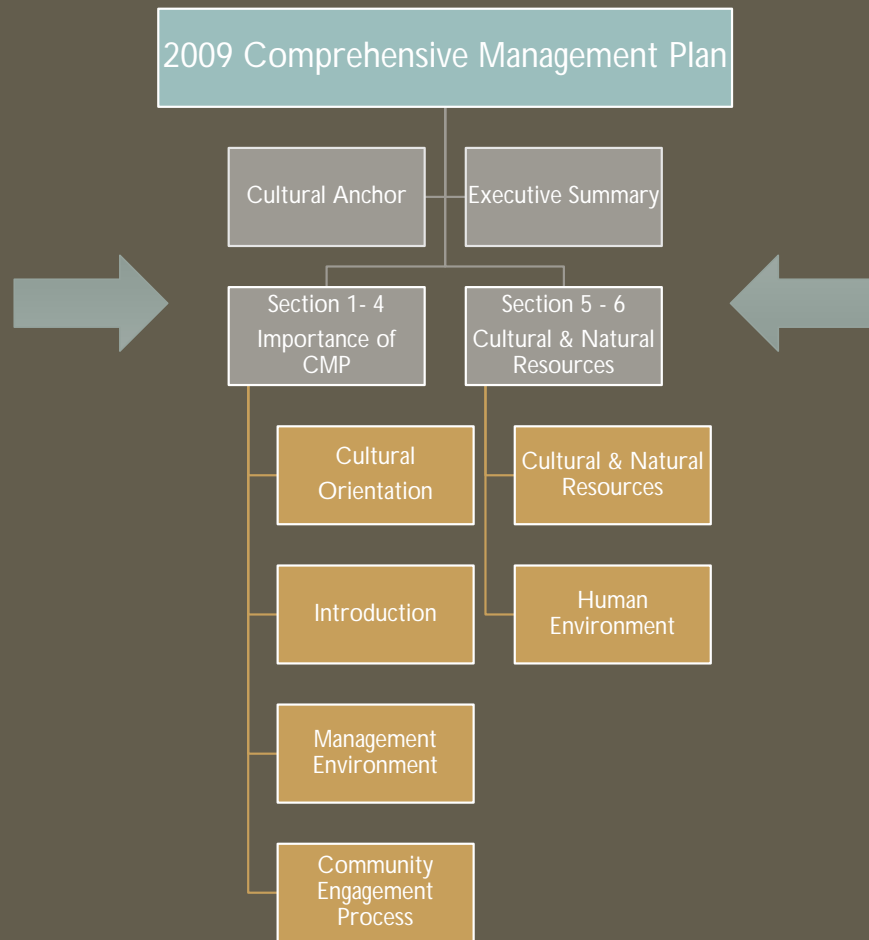 2009 Comprehensive Management Plan
Cultural Anchor
Executive Summary
Section 1- 4
Importance of
CMP
Section 5 - 6
Cultural & Natural
Resources
Cultural
Orientation
Introduction
Management
Environment
Community
Engagement
Process
Cultural & Natural
Resources
Human
Environment